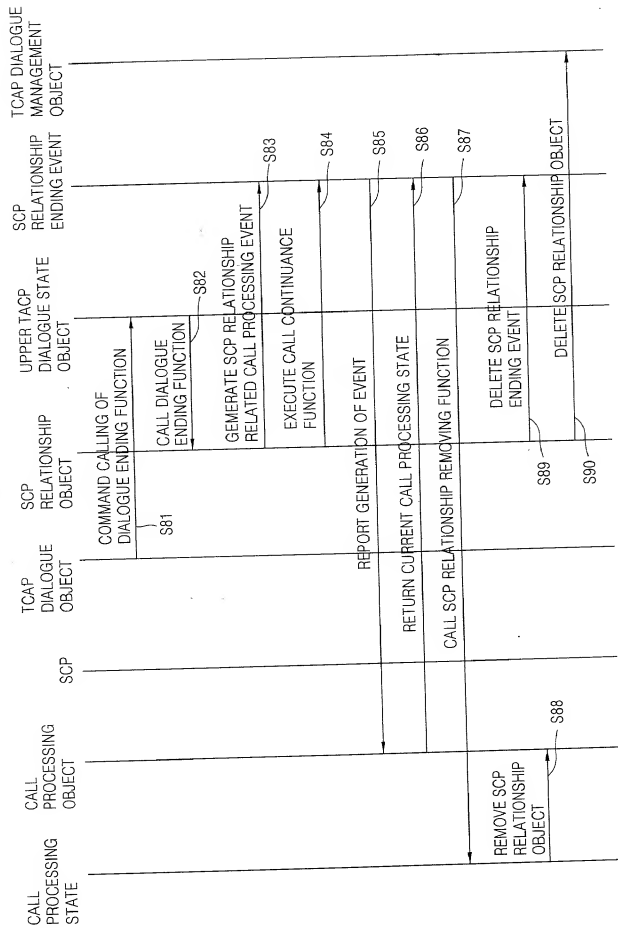 CALL
PROCESSING
STATE
CALL
PROCESSING
OBJECT
SCP
TCAP
DIALOGUE
OBJECT
SCP
RELATIONSHIP
OBJECT
UPPER TACP
DIALOGUE STATE
OBJECT
SCP
RELATIONSHIP
ENDING EVENT
TCAP DIALOGUE
MANAGEMENT
OBJECT
COMMAND CALLING OF
DIALOGUE ENDING FUNCTION
S81
CALL DIALOGUE
ENDING FUNCTION
S82
GEMERATE SCP RELATIONSHIP
RELATED CALL PROCESSING EVENT
S83
EXECUTE CALL CONTINUANCE
FUNCTION
S84
REPORT GENERATION OF EVENT
S85
RETURN CURRENT CALL PROCESSING STATE
S86
CALL SCP RELATIONSHIP REMOVING FUNCTION
S87
REMOVE SCP
RELATIONSHIP
OBJECT
S88
DELETE SCP RELATIONSHIP
ENDING EVENT
S89
DELETE SCP RELATIONSHIP OBJECT
S90